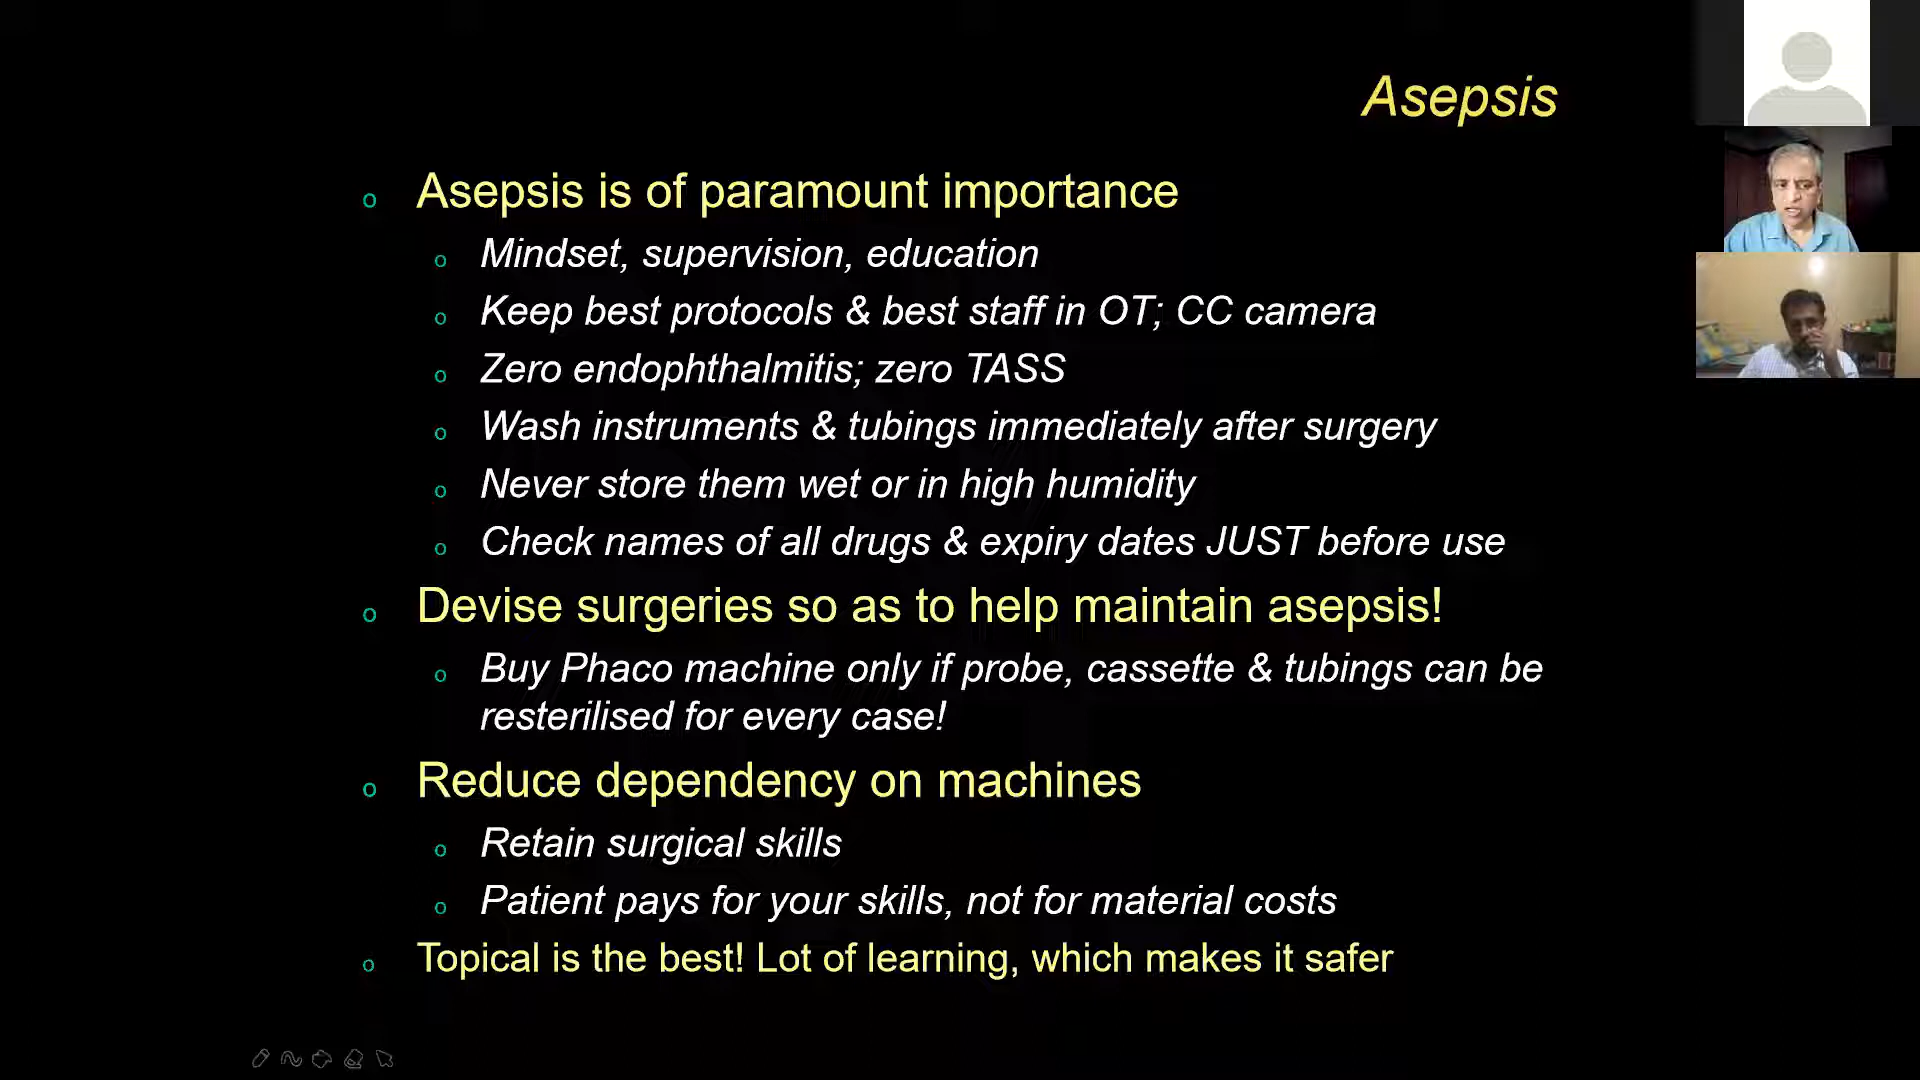 Asepsis
Asepsis is of paramount importance
Mindset, supervision, education
Keep best protocols & best staff in OT; CC camera
Zero endophthalmitis; zero TASS
Wash instruments & tubings immediately after surgery
Never store them wet or in high humidity
Check names of all drugs & expiry dates JUST before use
Devise surgeries so as to help maintain asepsis!
Buy Phaco machine only if probe, cassette & tubings can be
resterilised for every case!
Reduce dependency on machines
Retain surgical skills
Patient pays for your skills, not for material costs
Topical is the best! Lot of learning, which makes it safer